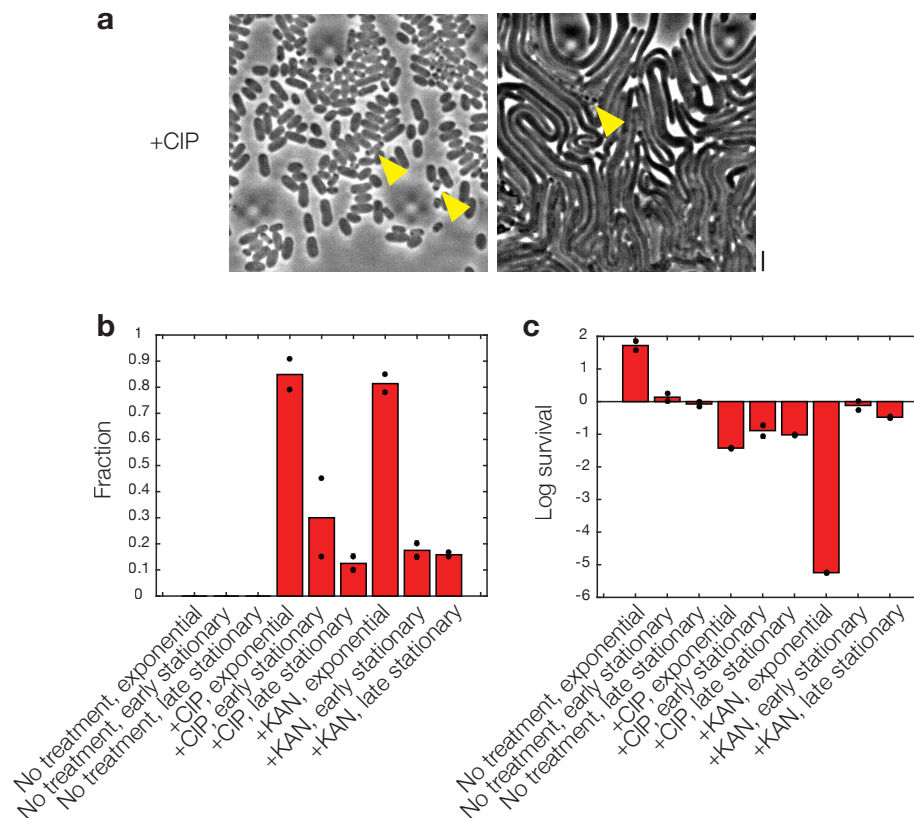 a
+CIP
b
Fraction
1
0.9
0.8
0.7
0.6
0.5
0.4
0.3
0.2
0.1
0
No treatment, exponential
No treatment, early stationary
No treatment, late stationary
+CIP, exponential
+CIP, early stationary
+CIP, late stationary
+KAN, exponential
+KAN, early stationary
+KAN, late stationary
c
Log survival
2
1
0
-1
-2
-3
-4
-5
-6
No treatment, exponential
No treatment, early stationary
No treatment, late stationary
+CIP, exponential
+CIP, early stationary
+CIP, late stationary
+KAN, exponential
+KAN, early stationary
+KAN, late stationary